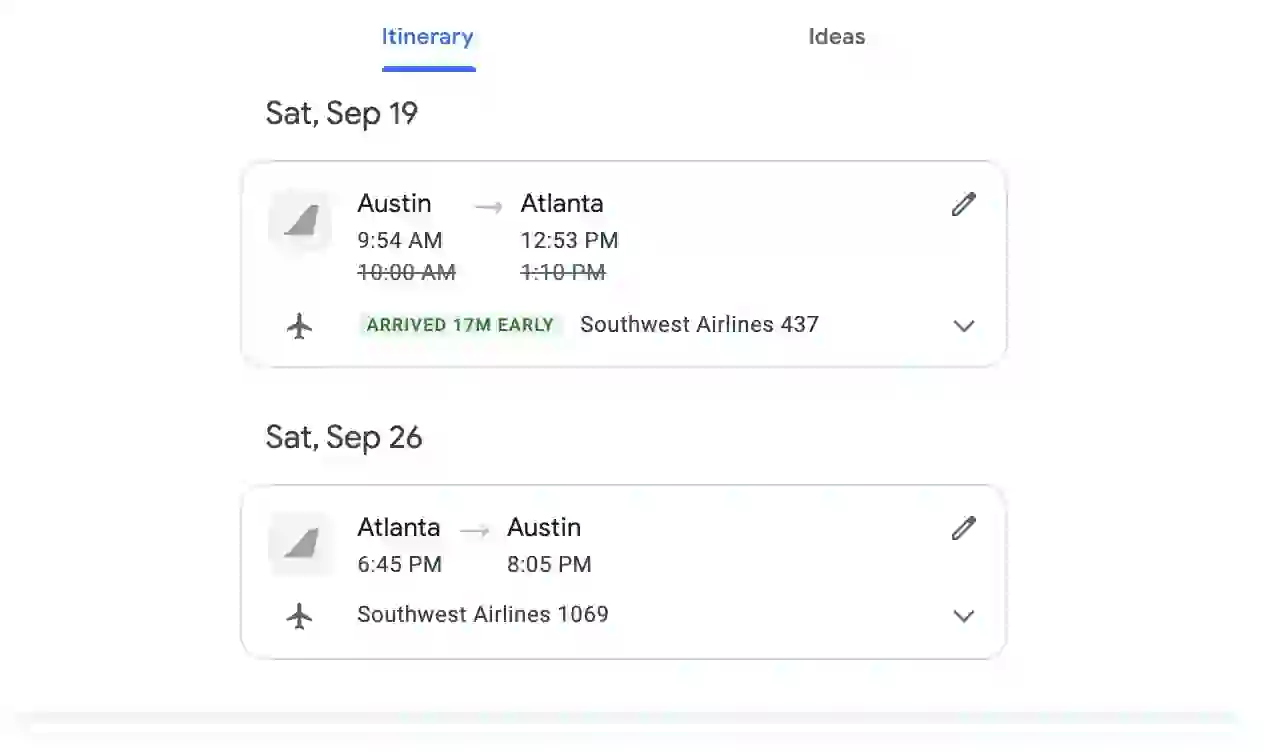 Itinerary Ideas
Sat, Sep 19
Austin → Atlanta
9:54 AM 12:53 PM
10:00 AM 1:10 PM
ARRIVED 17M EARLY Southwest Airlines 437
Sat, Sep 26
Atlanta → Austin
6:45 PM 8:05 PM
Southwest Airlines 1069